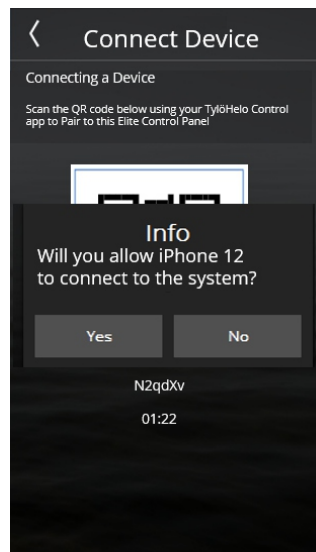 Connect Device
Connecting a Device
Scan the QR code below using your TylöHelo Control
app to Pair to this Elite Control Panel
Info
Will you allow iPhone 12
to connect to the system?
Yes
No
N2qdXv
01:22